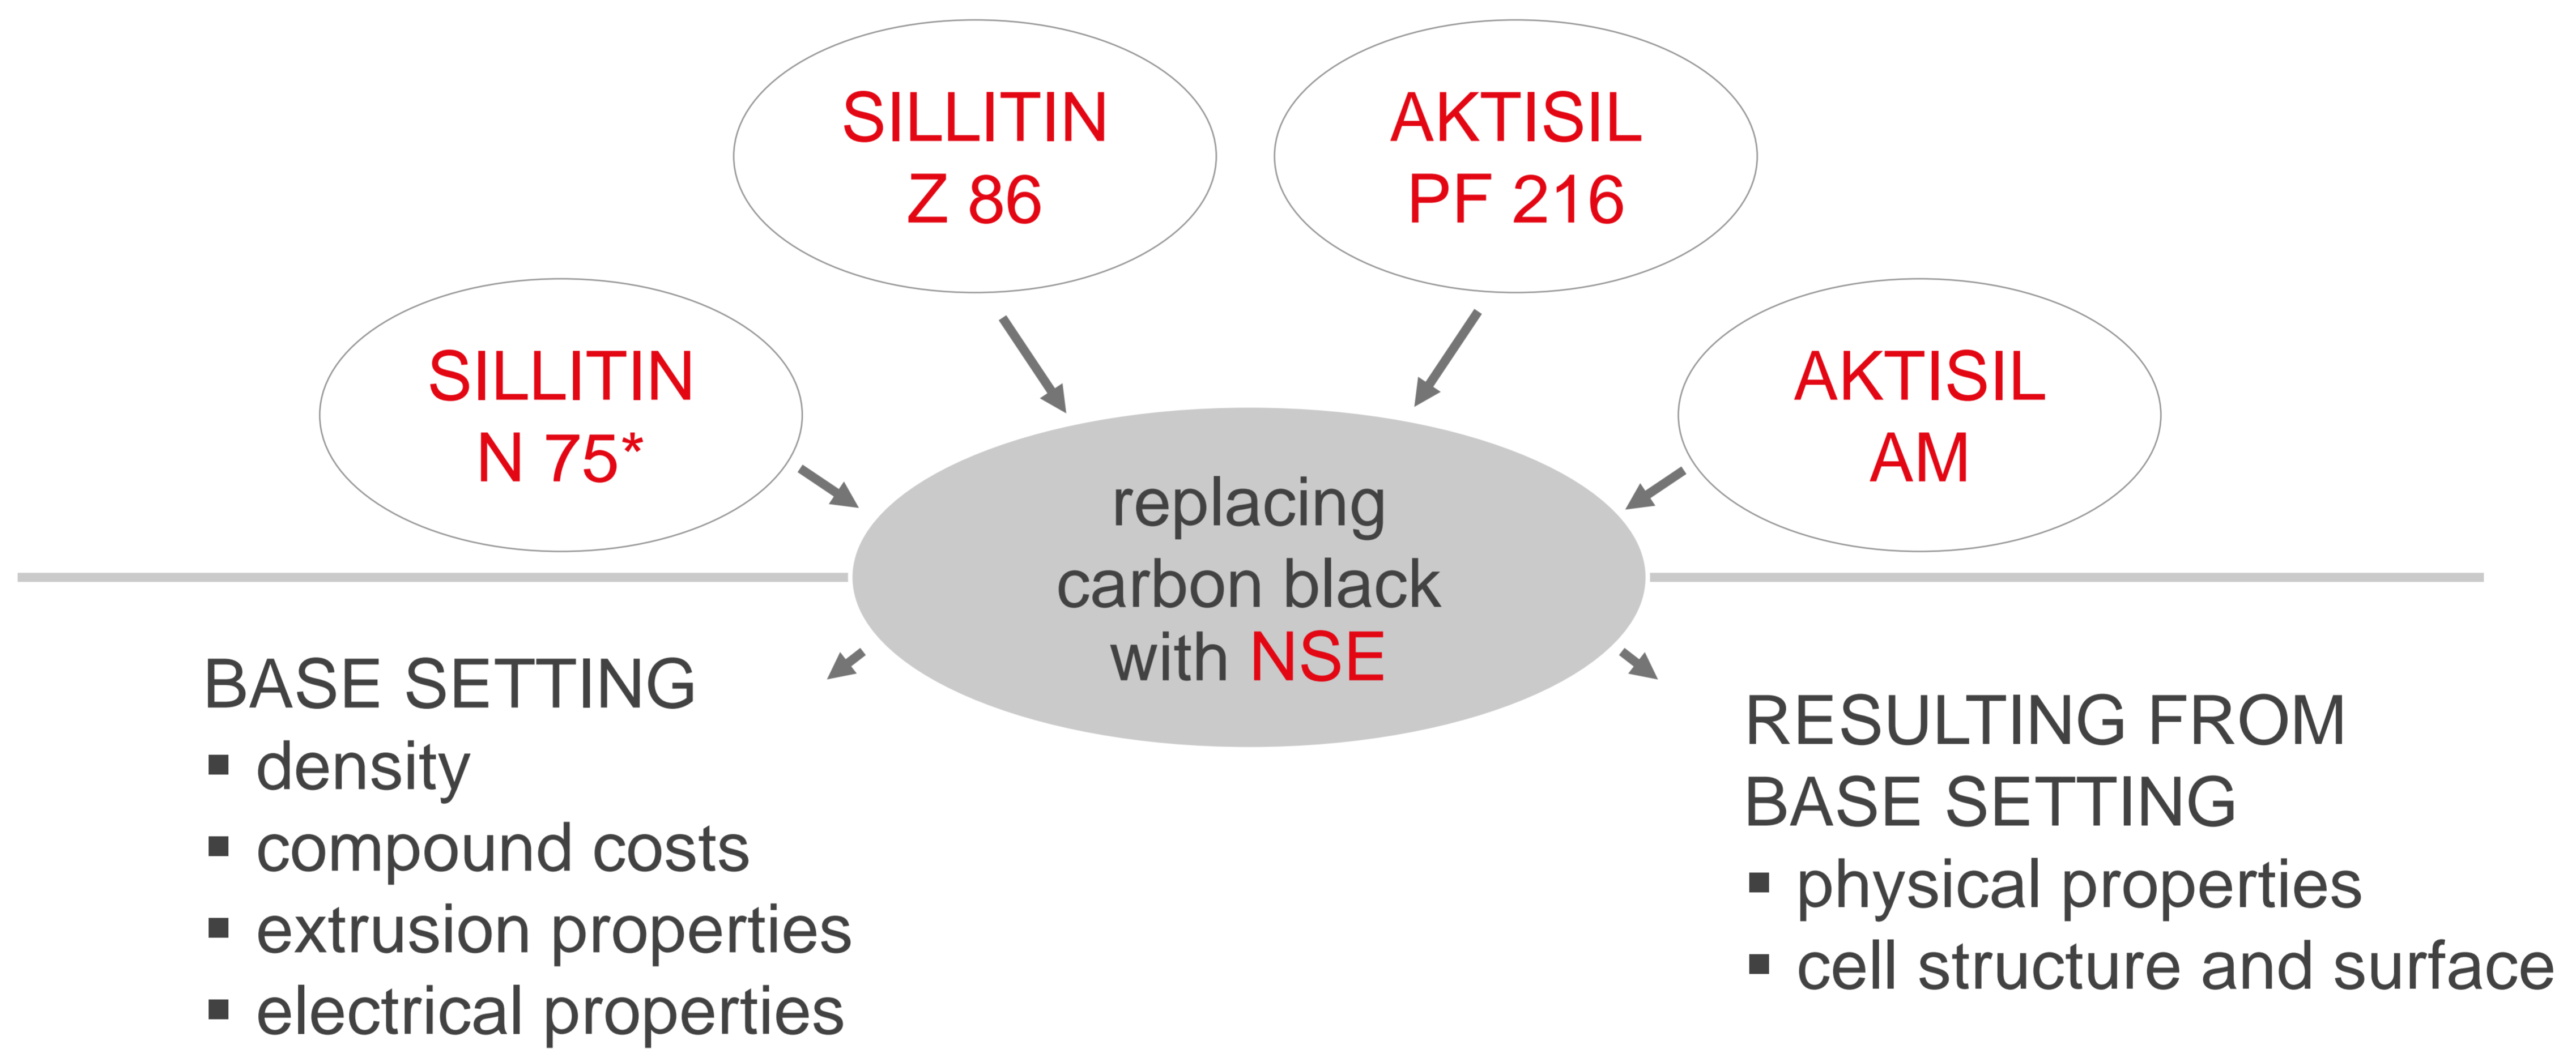 SILLITIN
Z 86
AKTISIL
PF 216
SILLITIN
N 75*
AKTISIL
AM
replacing
carbon black
with NSE
BASE SETTING
▪ density
▪ compound costs
▪ extrusion properties
▪ electrical properties
RESULTING FROM
BASE SETTING
▪ physical properties
▪ cell structure and surface